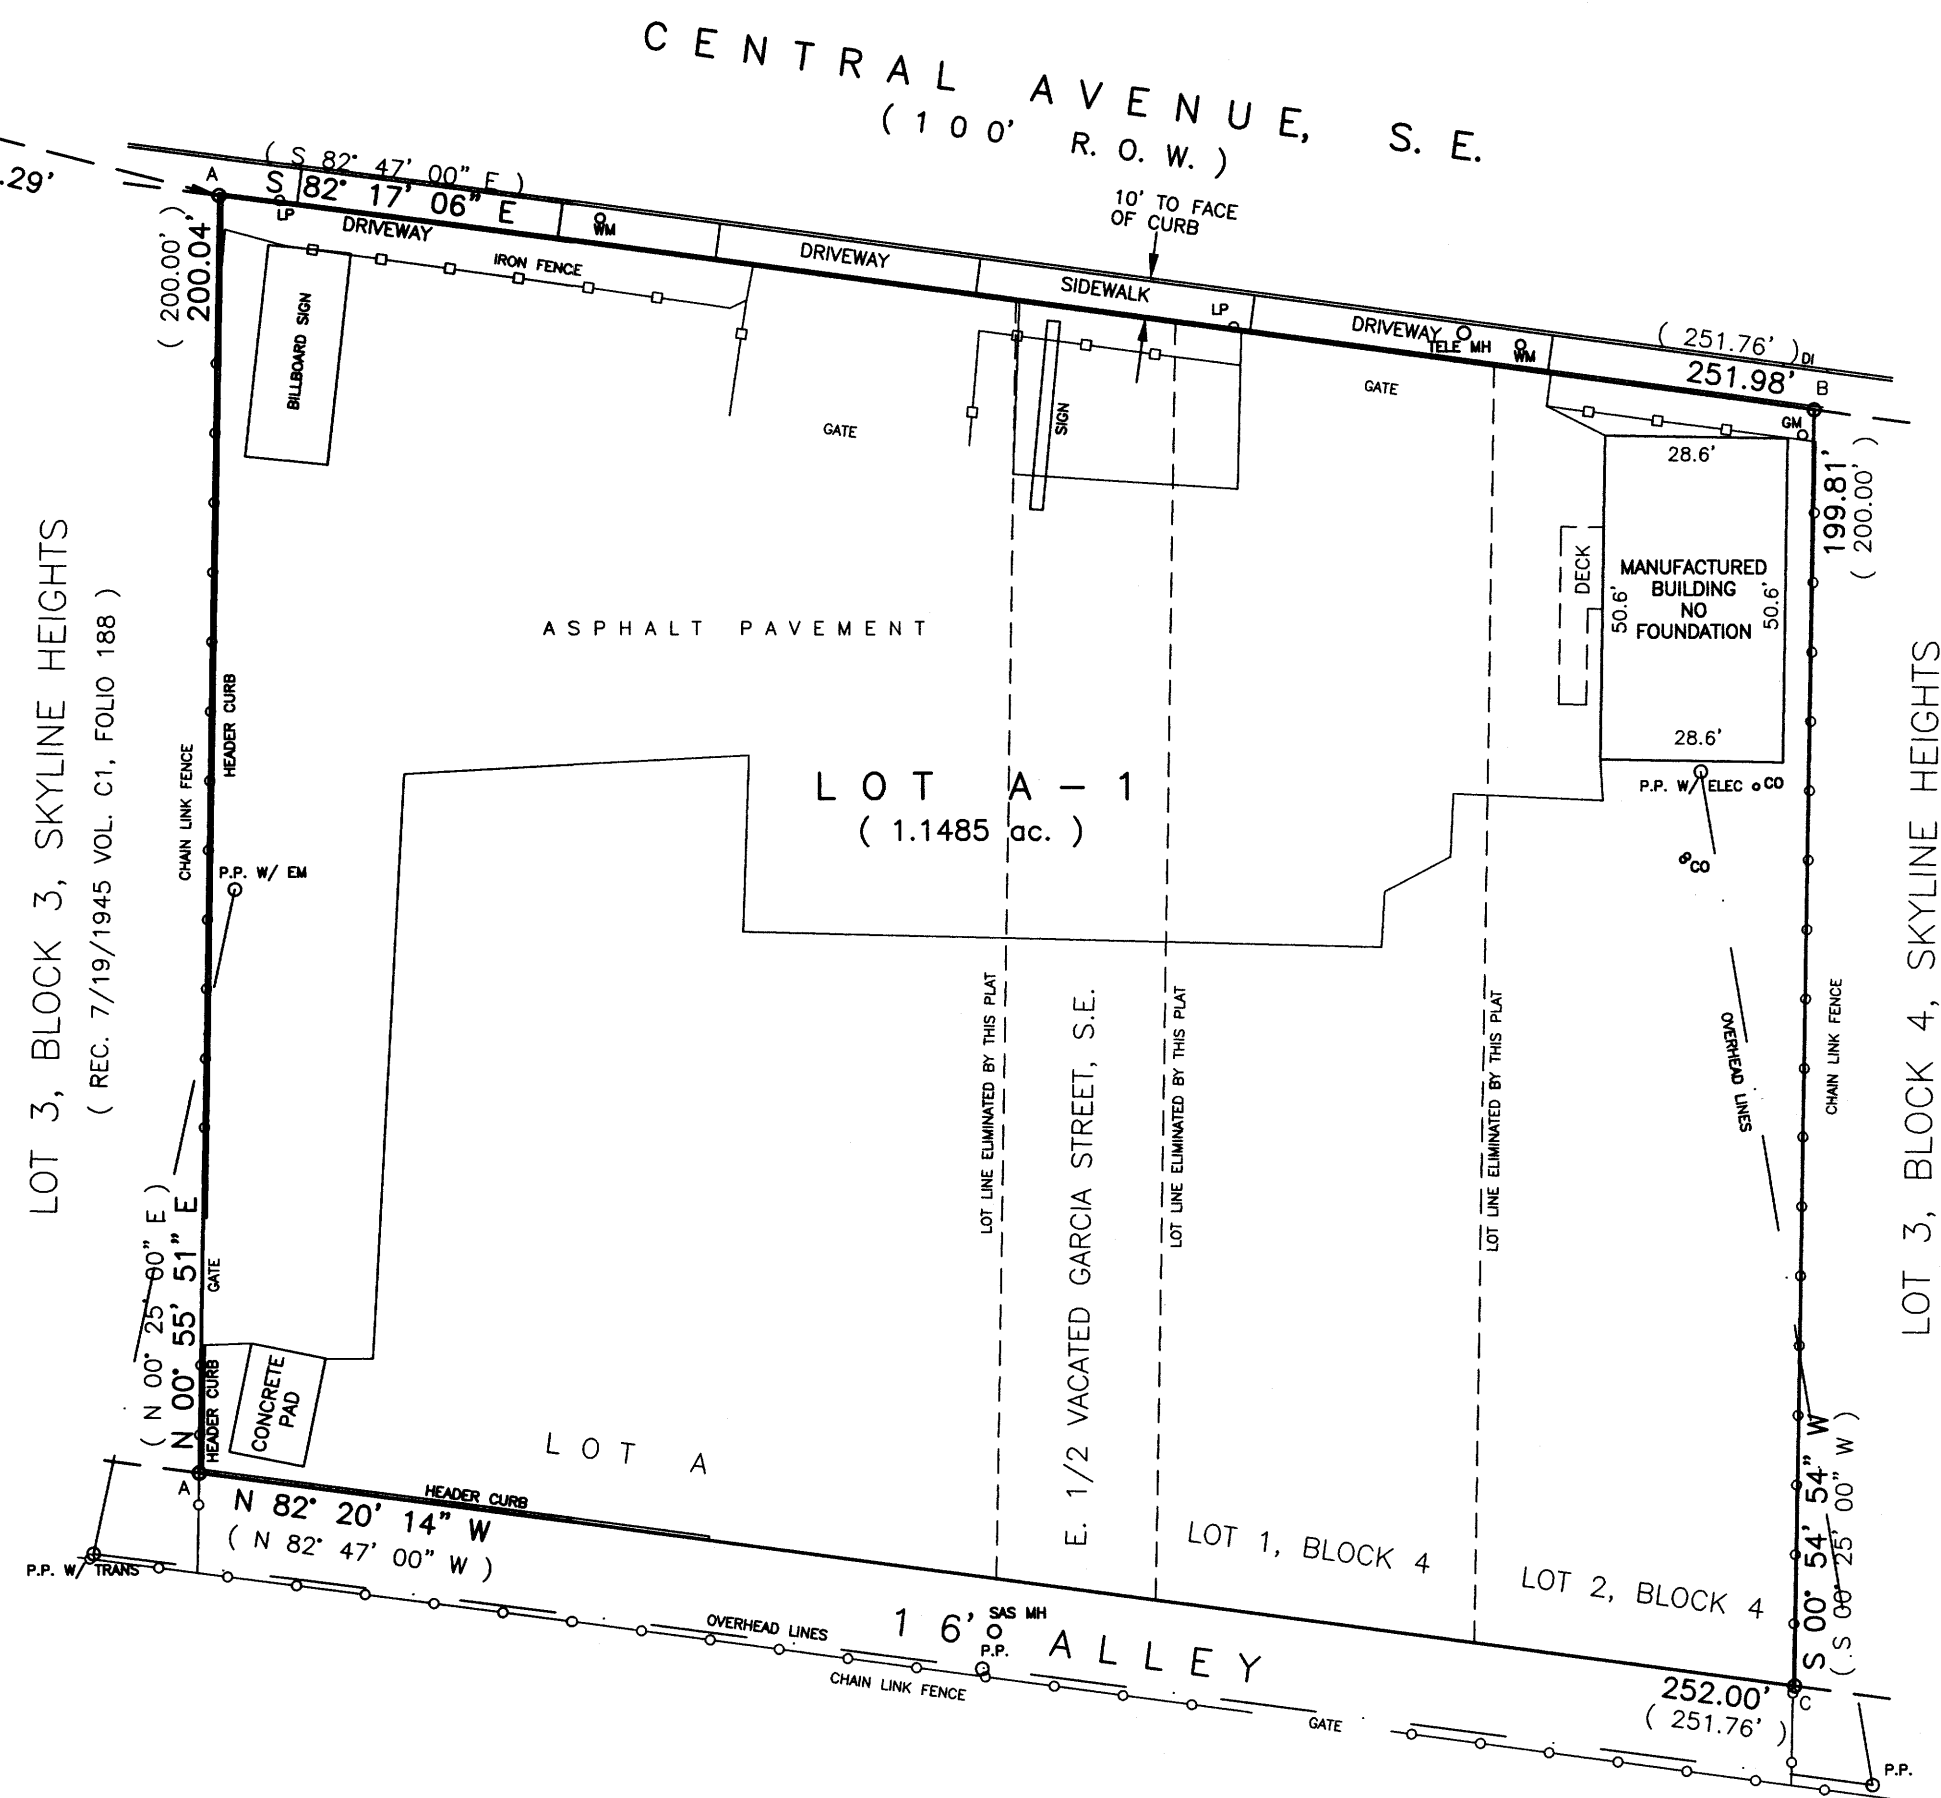 CENTRAL AVENUE, S. E.
( 100' R. O. W. )
.29'
A
( S 82° 47' 00" E )
S 82° 17' 06" E
LP
DRIVEWAY
WM
IRON FENCE
DRIVEWAY
10' TO FACE
OF CURB
SIDEWALK
LP
DRIVEWAY
TELE MH
WM
( 251.76' )
251.98'
DI
B
GM
( 200.00' )
200.04'
BILLBOARD SIGN
GATE
SIGN
GATE
28.6'
199.81'
( 200.00' )
DECK
50.6'
MANUFACTURED
BUILDING
NO
FOUNDATION
50.6'
28.6'
P.P. W/ ELEC
CO
CO
ASPHALT PAVEMENT
LOT 3, BLOCK 3, SKYLINE HEIGHTS
( REC. 7/19/1945 VOL. C1, FOLIO 188 )
CHAIN LINK FENCE
HEADER CURB
LOT A-1
( 1.1485 ac. )
P.P. W/ EM
LOT LINE ELIMINATED BY THIS PLAT
E. 1/2 VACATED GARCIA STREET, S.E.
LOT LINE ELIMINATED BY THIS PLAT
LOT LINE ELIMINATED BY THIS PLAT
OVERHEAD LINES
CHAIN LINK FENCE
LOT 3, BLOCK 4, SKYLINE HEIGHTS
( N 00° 25' 00" E )
N 00° 55' 51" E
GATE
HEADER CURB
CONCRETE
PAD
LOT A
A
HEADER CURB
N 82° 20' 14" W
( N 82° 47' 00" W )
LOT 1, BLOCK 4
LOT 2, BLOCK 4
S 00° 54' 54" W
( S 00° 25' 00" W )
P.P. W/ TRANS
OVERHEAD LINES
16' ALLEY
SAS MH
P.P.
CHAIN LINK FENCE
GATE
252.00'
( 251.76' )
C
P.P.